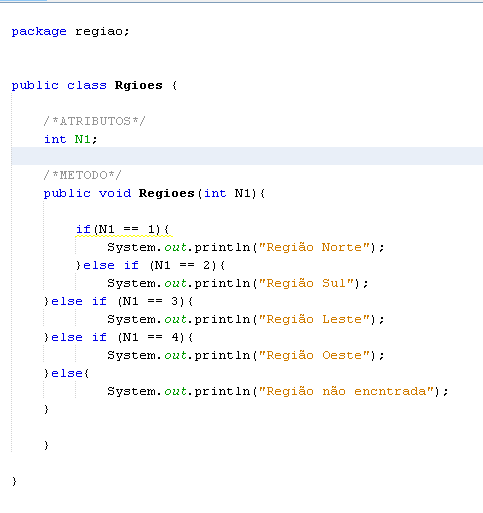 package regiao;
public class Rgioes {
/*ATRIBUTOS*/
int N1;
/*METODO*/
public void Regioes(int N1){
if(N1 == 1){
System.out.println("Região Norte");
}else if (N1 == 2){
System.out.println("Região Sul");
}else if (N1 == 3){
System.out.println("Região Leste");
}else if (N1 == 4){
System.out.println("Região Oeste");
}else{
System.out.println("Região não encntrada");
}
}
}